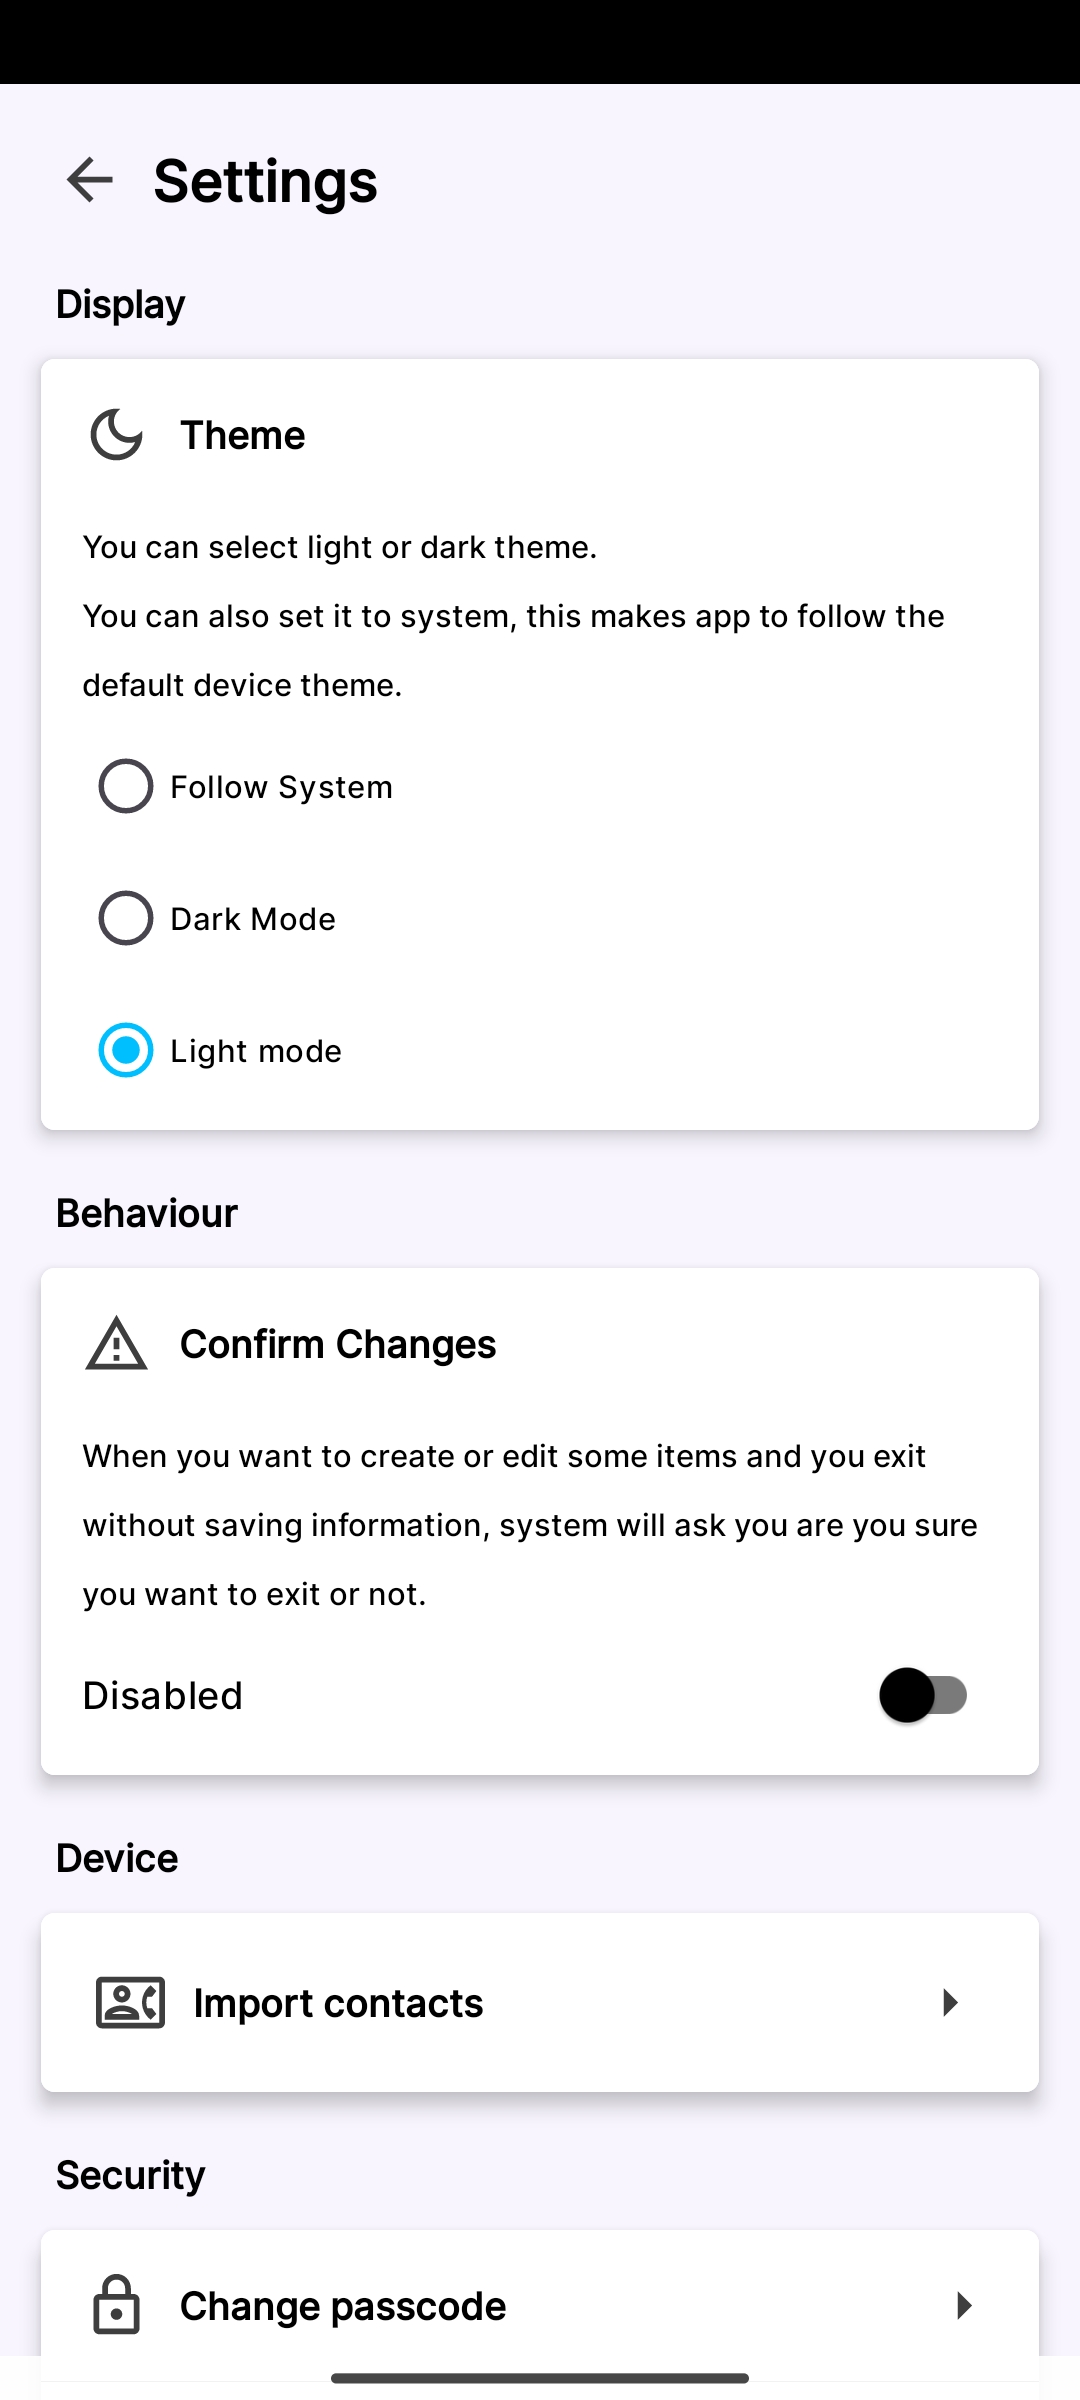 Settings
Display
Theme
You can select light or dark theme.
You can also set it to system, this makes app to follow the
default device theme.
Follow System
Dark Mode
Light mode
Behaviour
Confirm Changes
When you want to create or edit some items and you exit
without saving information, system will ask you are you sure
you want to exit or not.
Disabled
Device
Import contacts
Security
Change passcode